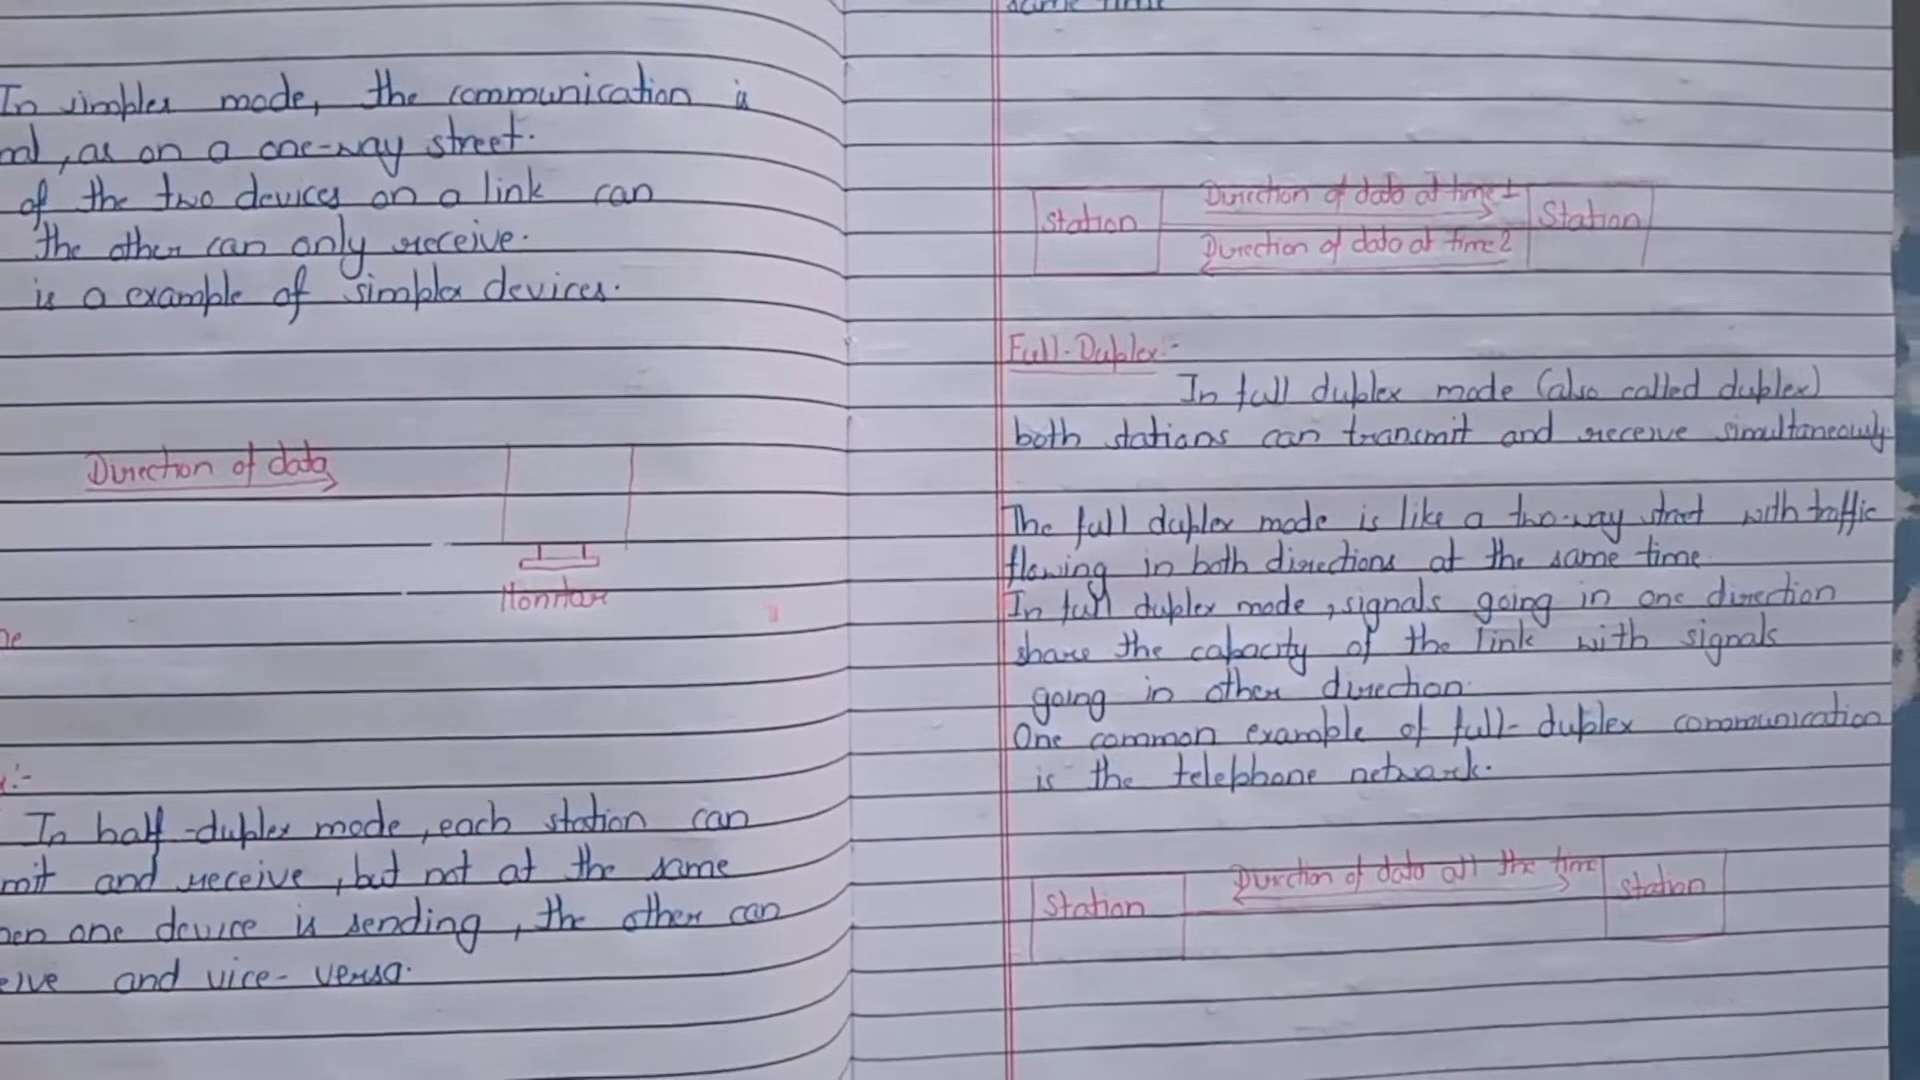 In simplex mode, the communication is
nal, as on a one-way street.
of the two devices on a link can
the other can only receive.
is a example of simplex devices.
Direction of data
Monitor
ne
x:-
In half-duplex mode, each station can
mit and receive, but not at the same
hen one device is sending, the other can
eive and vice-versa.
same time
Station
Direction of data at time 1
Direction of data at time 2
Station
Full-Duplex:-
In full duplex mode (also called duplex)
both stations can transmit and receive simultaneously.
The full duplex mode is like a two-way street with traffic
flowing in both directions at the same time.
In full duplex mode, signals going in one direction
share the capacity of the link with signals
going in other direction.
One common example of full-duplex communication
is the telephone network.
Station
Direction of data all the time
Station